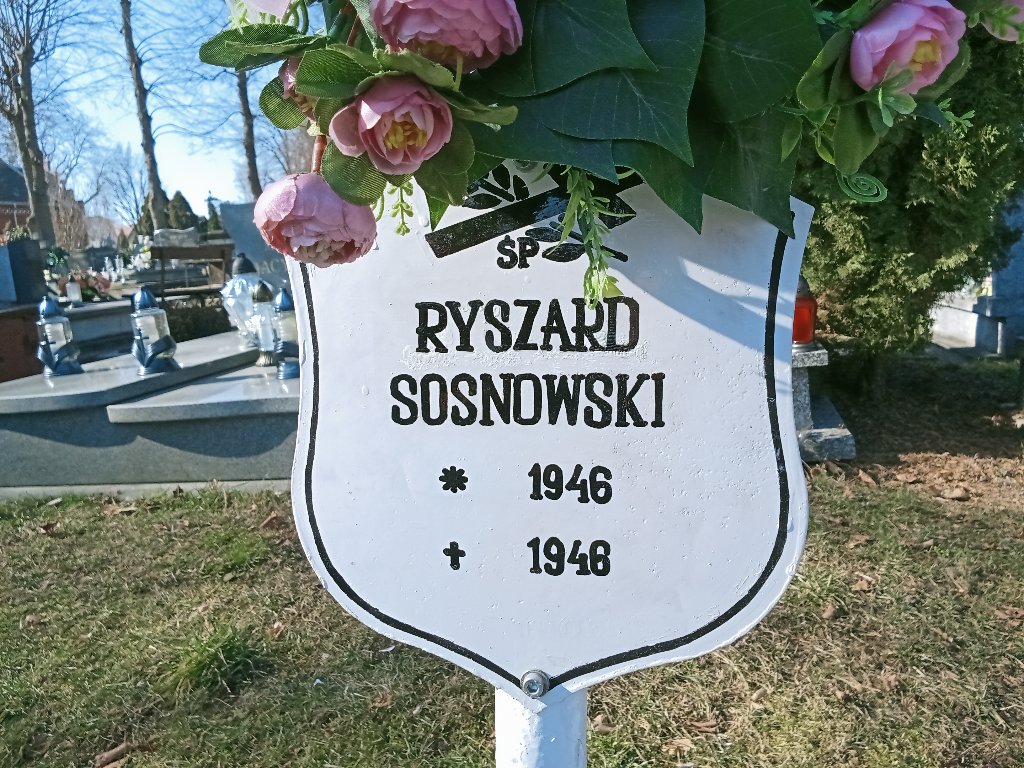 ŚP
RYSZARD
SOSNOWSKI
* 1946
✝ 1946